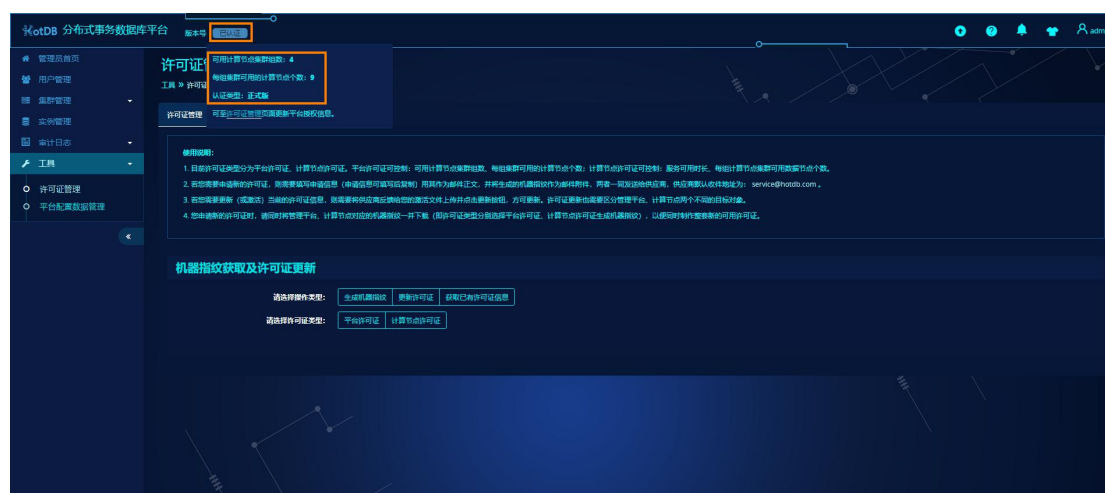 HotDB 分布式事务数据库平台 版本号 已认证 adm
管理员首页
用户管理
集群管理
实例管理
审计日志
工具
许可证管理
平台配置数据管理
许可证
工具 » 许可证
可用计算节点集群组数: 4
每组集群可用的计算节点个数: 9
认证类型: 正式版
可至许可证管理页面更新平台授权信息。
许可证管理
使用说明:
1. 目前许可证类型分为平台许可证、计算节点许可证。平台许可证可控制: 可用计算节点集群组数、每组集群可用的计算节点个数; 计算节点许可证可控制: 服务可用时长、每组计算节点集群可用数据节点个数。
2. 若您需要申请新的许可证, 则需要填写申请信息 (申请信息可填写后复制) 用其作为邮件正文, 并将生成的机器指纹作为邮件附件, 两者一同发送给供应商, 供应商默认收件地址为: service@hotdb.com 。
3. 若您需要更新 (或激活) 当前的许可证信息, 则需要将供应商反馈给您的激活文件上传并点击更新按钮, 方可更新。许可证更新也需要区分管理平台、计算节点两个不同的目标对象。
4. 您申请新的许可证时, 请同时将管理平台、计算节点对应的机器指纹一并下载 (即许可证类型分别选择平台许可证、计算节点许可证生成机器指纹) , 以便同时制作整套新的可用许可证。
机器指纹获取及许可证更新
请选择操作类型: 生成机器指纹 更新许可证 获取已有许可证信息
请选择许可证类型: 平台许可证 计算节点许可证